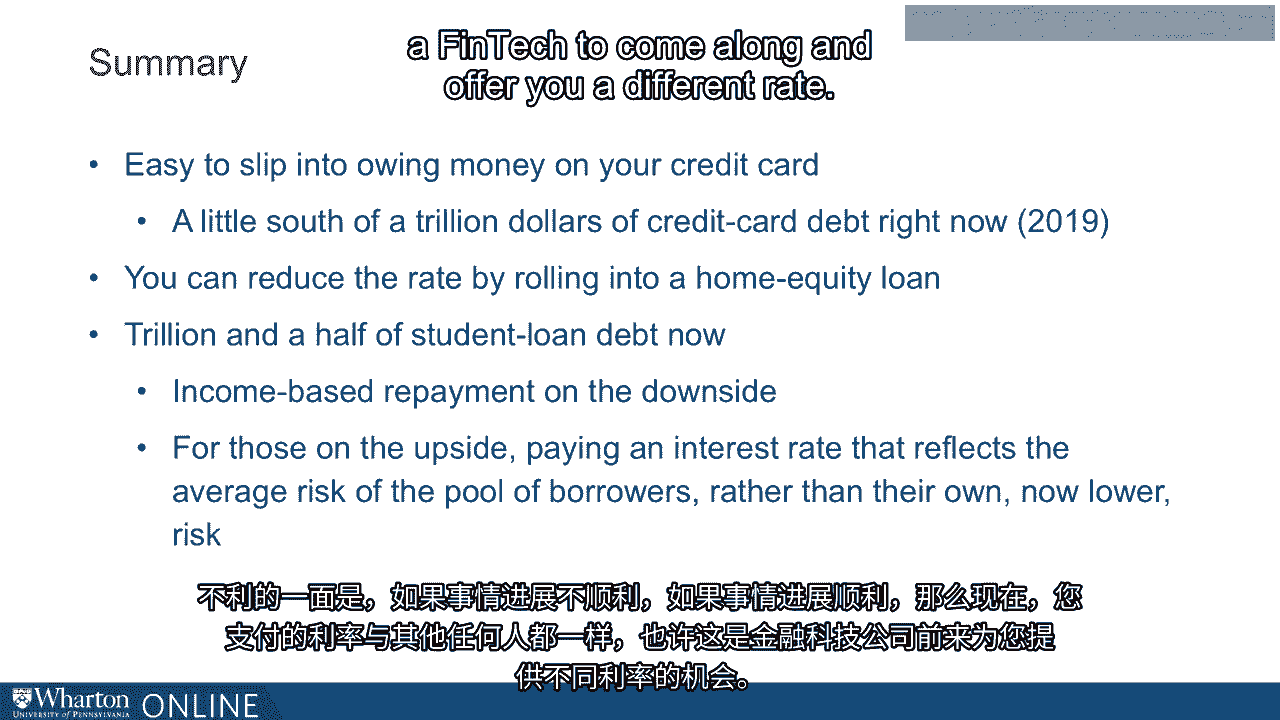 a FinTech to come along and
offer you a different rate.
Summary
• Easy to slip into owing money on your credit card
• A little south of a trillion dollars of credit-card debt right now (2019)
• You can reduce the rate by rolling into a home-equity loan
• Trillion and a half of student-loan debt now
• Income-based repayment on the downside
• For those on the upside, paying an interest rate that reflects the
average risk of the pool of borrowers, rather than their own, now lower,
risk
不利的一面是，如果事情进展不顺利，如果事情进展顺利，那么现在，您
支付的利率与其他任何人都一样，也许这是金融科技公司前来为您提
供不同利率的机会。
Wharton ONLINE
UNIVERSITY of PENNSYLVANIA